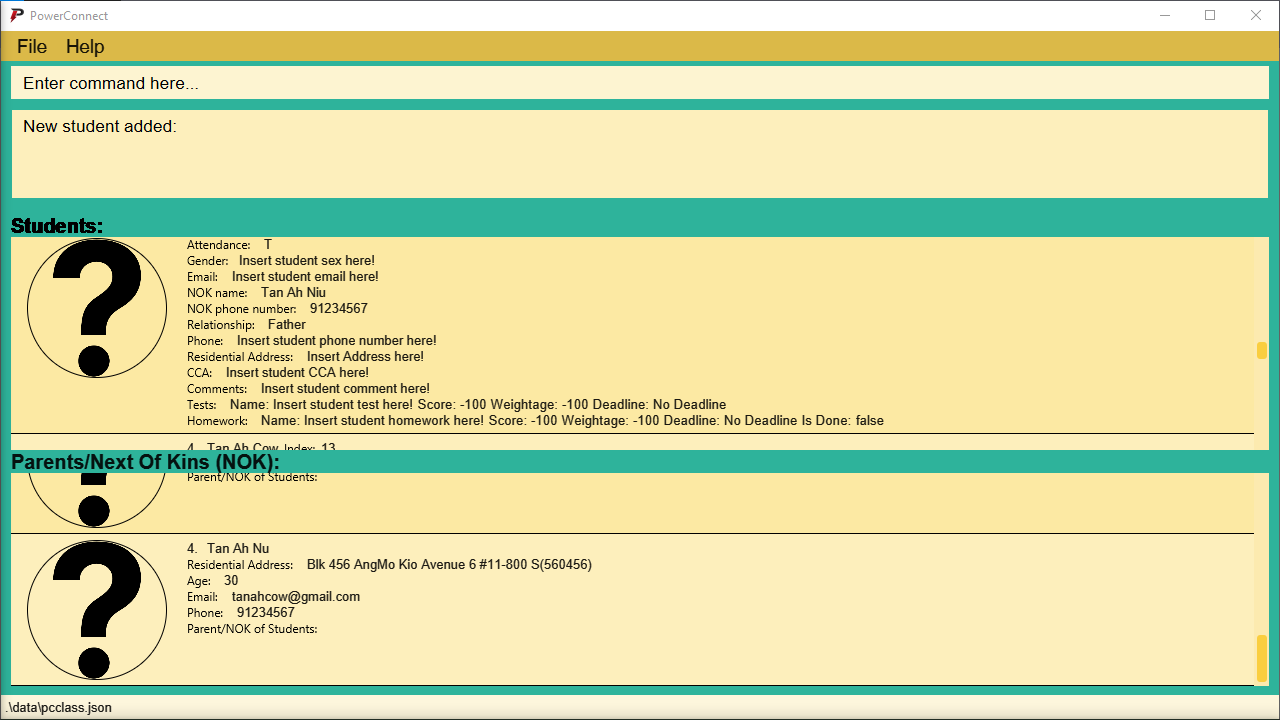 PowerConnect
File Help
Enter command here...
New student added:
Students:
Attendance: T
Gender: Insert student sex here!
Email: Insert student email here!
NOK name: Tan Ah Niu
NOK phone number: 91234567
Relationship: Father
Phone: Insert student phone number here!
Residential Address: Insert Address here!
CCA: Insert student CCA here!
Comments: Insert student comment here!
Tests: Name: Insert student test here! Score: -100 Weightage: -100 Deadline: No Deadline
Homework: Name: Insert student homework here! Score: -100 Weightage: -100 Deadline: No Deadline Is Done: false
4. Tan Ah Cow Index: 13
Parents/Next Of Kins (NOK):
Parent/NOK of Students:
4. Tan Ah Nu
Residential Address: Blk 456 AngMo Kio Avenue 6 #11-800 S(560456)
Age: 30
Email: tanahcow@gmail.com
Phone: 91234567
Parent/NOK of Students:
.\data\pcclass.json